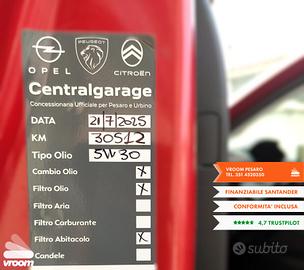 OPEL
PEUGEOT
CITROËN
Centralgarage
Concessionaria Ufficiale per Pesaro e Urbino
DATA 21/7/2025
KM 30512
Tipo Olio 5W30
Cambio Olio X
Filtro Olio X
Filtro Aria
Filtro Carburante
Filtro Abitacolo X
Candele
vroom
VROOM PESARO
TEL. 351 4520350
FINANZIABILE SANTANDER
CONFORMITA' INCLUSA
4,7 TRUSTPILOT
subito